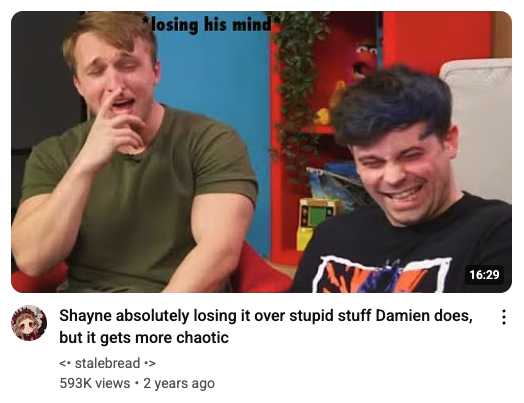 *losing his mind*
16:29
Shayne absolutely losing it over stupid stuff Damien does,
but it gets more chaotic
<• stalebread •>
593K views • 2 years ago